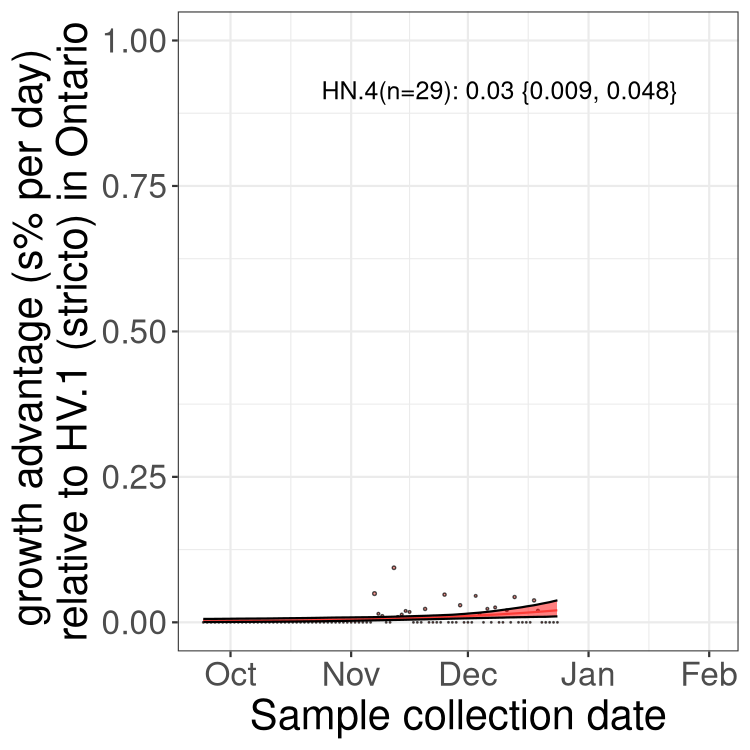 growth advantage (s% per day)
relative to HV.1 (stricto) in Ontario
1.00
0.75
0.50
0.25
0.00
HN.4(n=29): 0.03 {0.009, 0.048}
Oct Nov Dec Jan Feb
Sample collection date